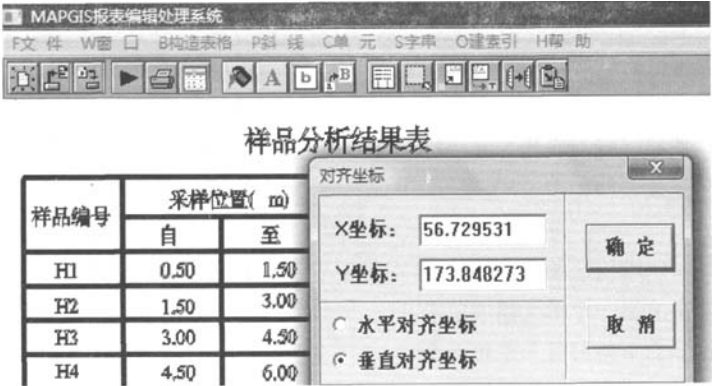 MAPGIS报表编辑处理系统
F文 件 W窗 口 B构造表格 P斜 线 C单 元 S字串 O建素引 H帮 助
A b B
样品分析结果表
样品编号 采样位置( m)
自 至
H1 0.50 1.50
H2 1.50 3.00
H3 3.00 4.50
H4 4.50 6.00
对齐坐标
X坐标: 56.729531
Y坐标: 173.848273
水平对齐坐标
垂直对齐坐标
确 定
取 消